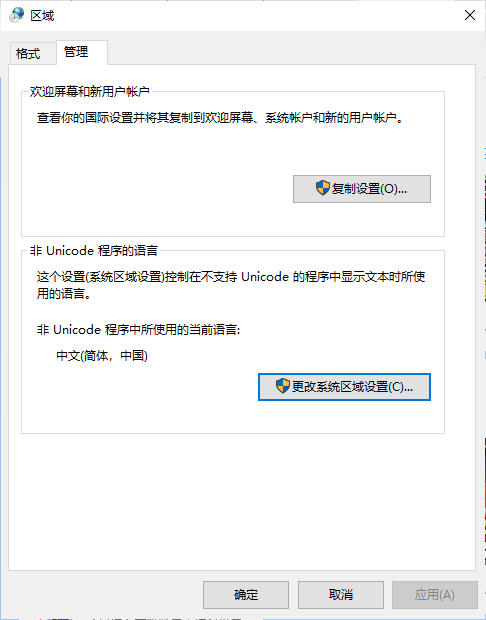 区域
格式
管理
欢迎屏幕和新用户帐户
查看你的国际设置并将其复制到欢迎屏幕、系统帐户和新的用户帐户。
复制设置(O)...
非 Unicode 程序的语言
这个设置(系统区域设置)控制在不支持 Unicode 的程序中显示文本时所使
用的语言。
非 Unicode 程序中所使用的当前语言:
中文(简体，中国)
更改系统区域设置(C)...
确定
取消
应用(A)